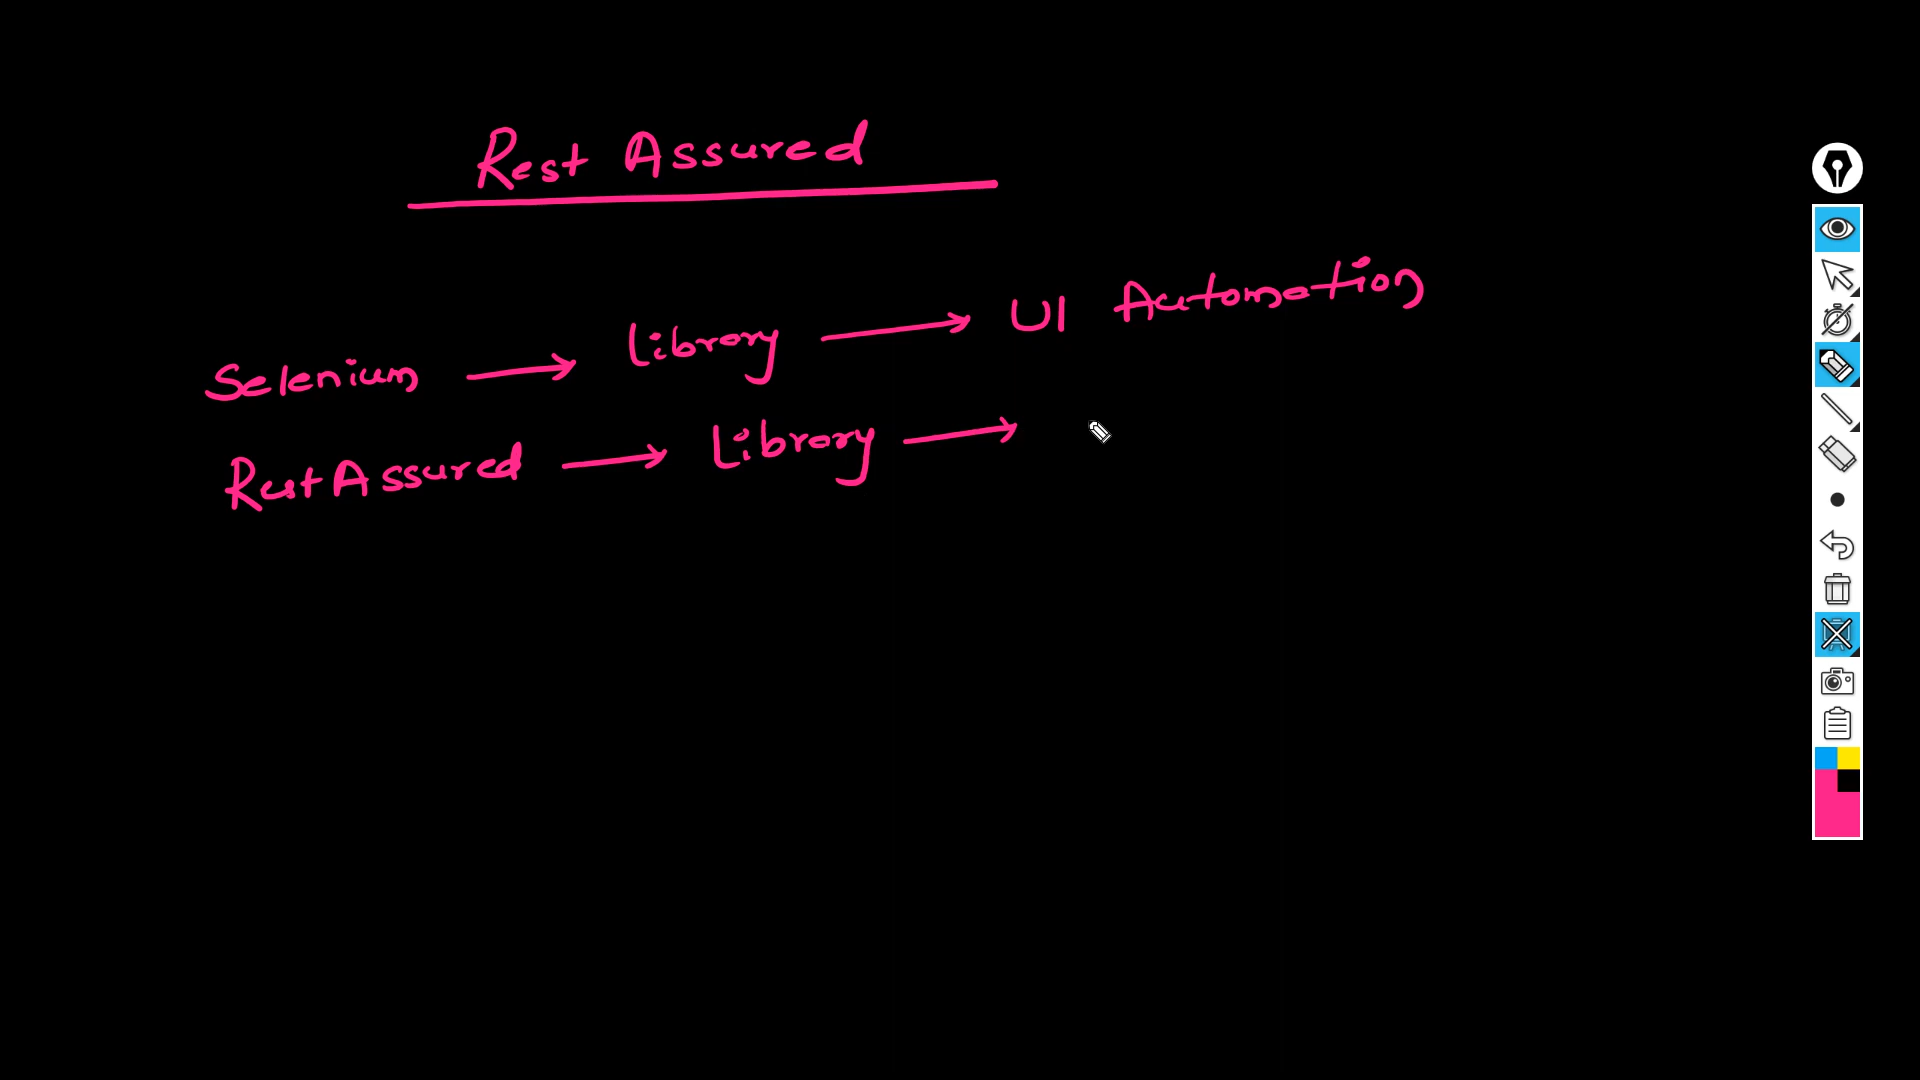 Rest Assured
Selenium → Library → UI Automation
RestAssured → Library →